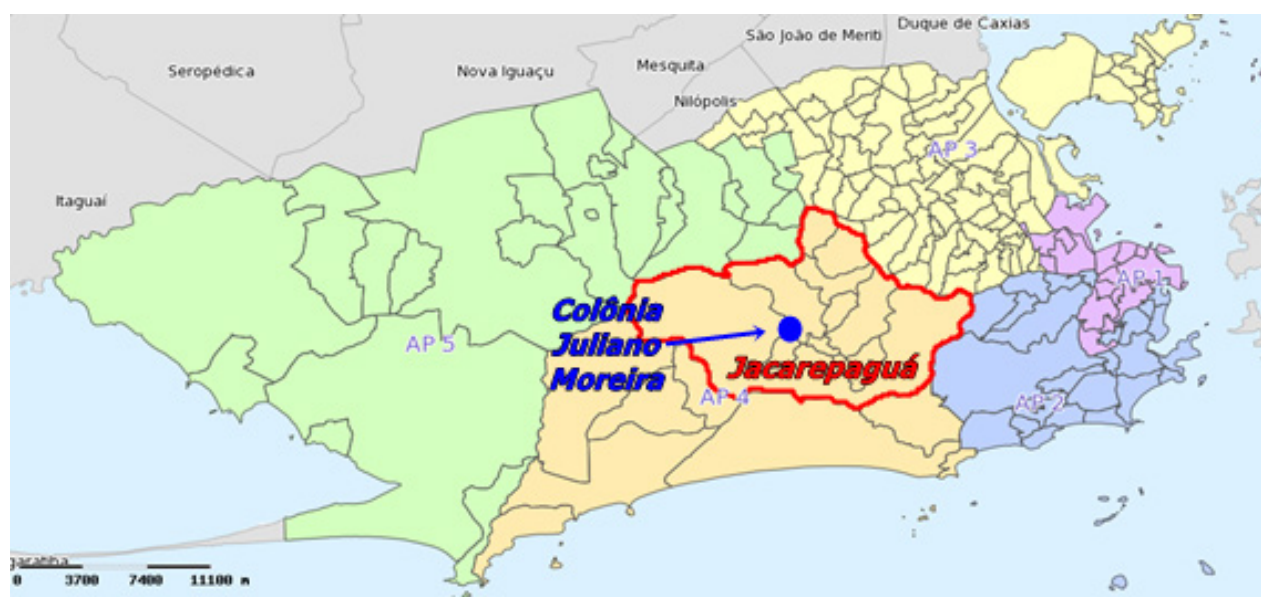 Duque de Caxias
São João de Meriti
Seropédica
Nova Iguaçu
Mesquita
Nilópolis
AP 3
Itaguaí
AP 1
Colônia
Juliano
Moreira
AP 5
Jacarepaguá
AP 4
AP 2
garatiba
0 3700 7400 11100 m